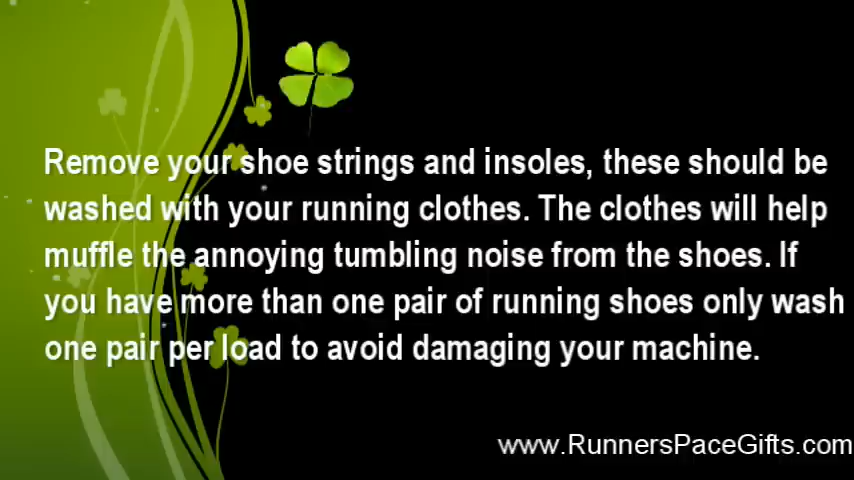 Remove your shoe strings and insoles, these should be
washed with your running clothes. The clothes will help
muffle the annoying tumbling noise from the shoes. If
you have more than one pair of running shoes only wash
one pair per load to avoid damaging your machine.
www.RunnersPaceGifts.com